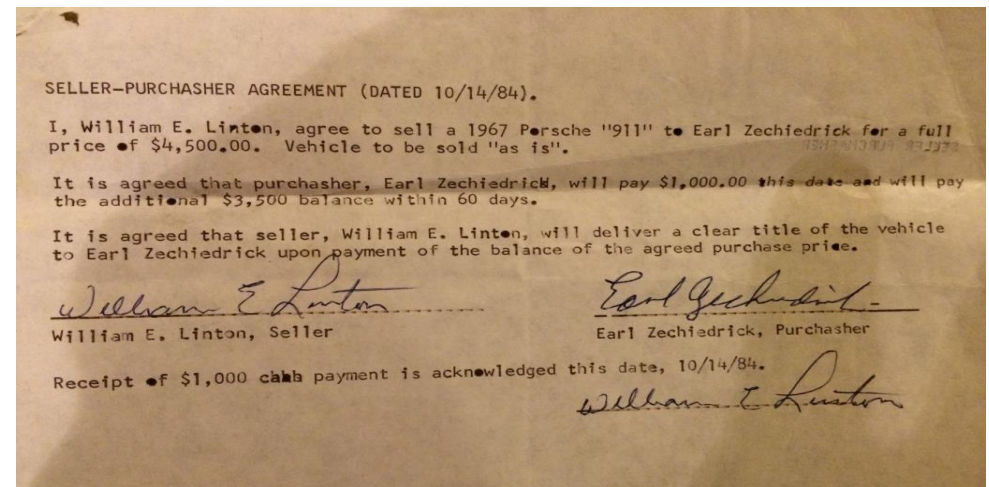 SELLER-PURCHASHER AGREEMENT (DATED 10/14/84).
I, William E. Linton, agree to sell a 1967 Porsche "911" to Earl Zechiedrick for a full
price of $4,500.00. Vehicle to be sold "as is".
It is agreed that purchasher, Earl Zechiedrick, will pay $1,000.00 this date and will pay
the additional $3,500 balance within 60 days.
It is agreed that seller, William E. Linton, will deliver a clear title of the vehicle
to Earl Zechiedrick upon payment of the balance of the agreed purchase price.
William E Linton
Earl Zechiedrick
William E. Linton, Seller
Earl Zechiedrick, Purchasher
Receipt of $1,000 cahh payment is acknowledged this date, 10/14/84.
William E Linton